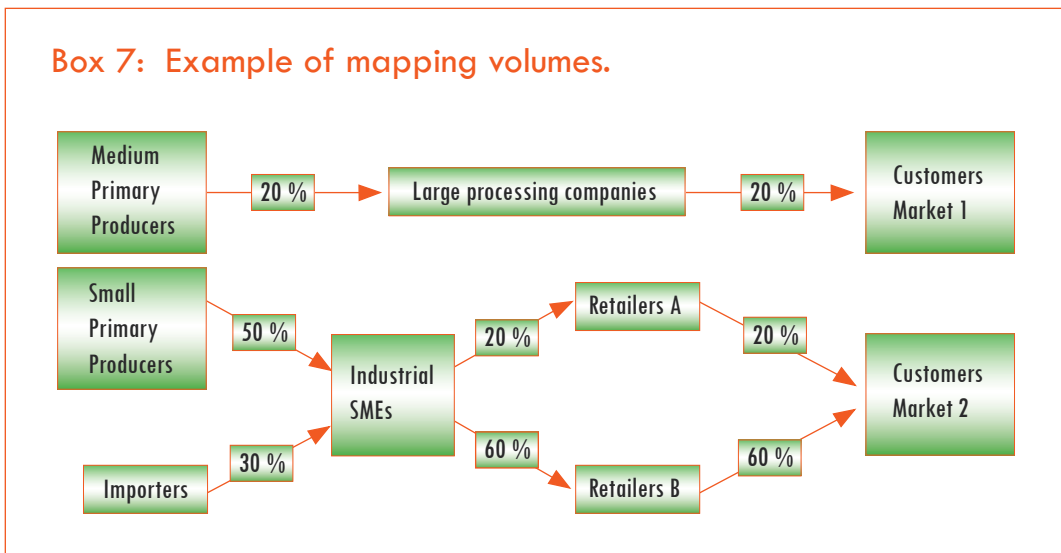 Box 7: Example of mapping volumes.
Medium
Primary
Producers
20 %
Large processing companies
20 %
Customers
Market 1
Small
Primary
Producers
50 %
Importers
30 %
Industrial
SMEs
20 %
Retailers A
20 %
60 %
Retailers B
60 %
Customers
Market 2